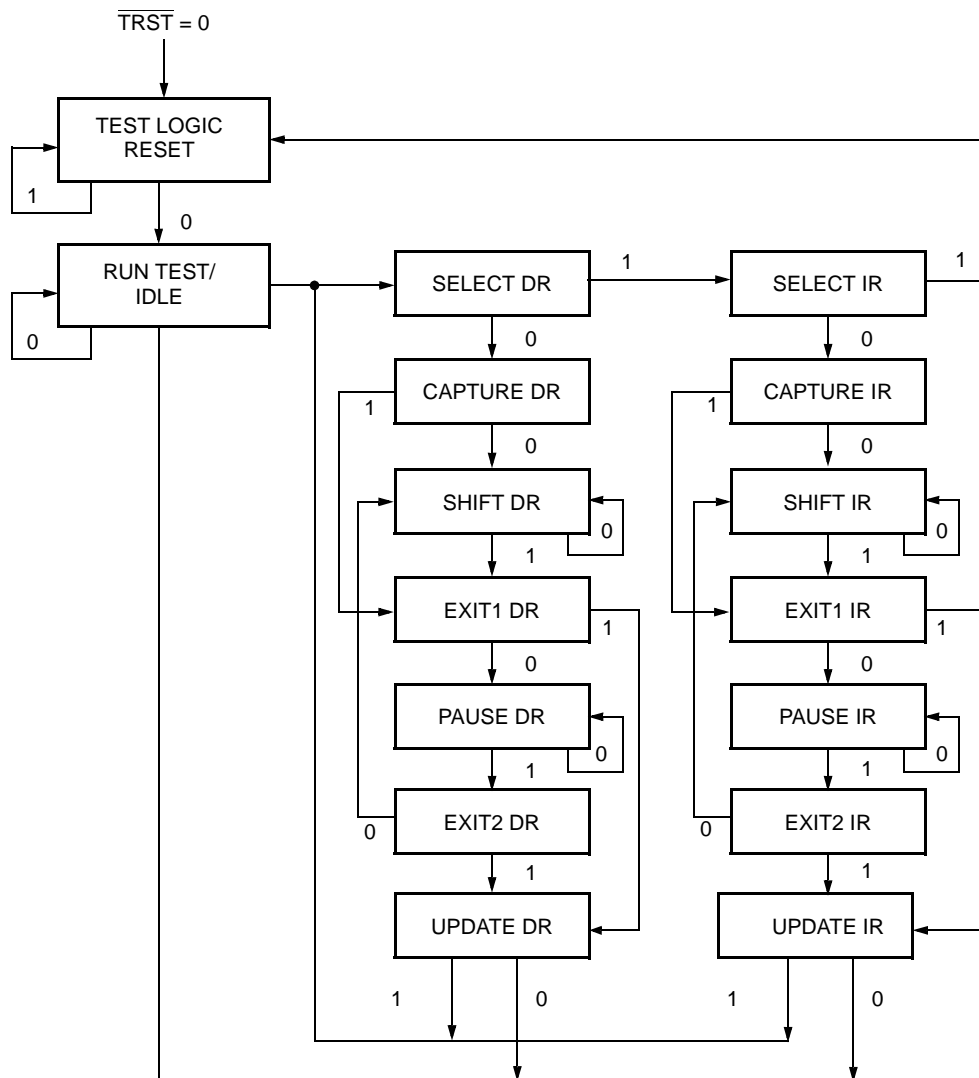 TRST = 0
TEST LOGIC
RESET
1
0
RUN TEST/
IDLE
0
SELECT DR
1
SELECT IR
1
0
0
CAPTURE DR
1
CAPTURE IR
1
0
0
SHIFT DR
0
SHIFT IR
0
1
1
EXIT1 DR
1
EXIT1 IR
1
0
0
PAUSE DR
0
PAUSE IR
0
1
1
EXIT2 DR
0
EXIT2 IR
0
1
1
UPDATE DR
UPDATE IR
1
0
1
0